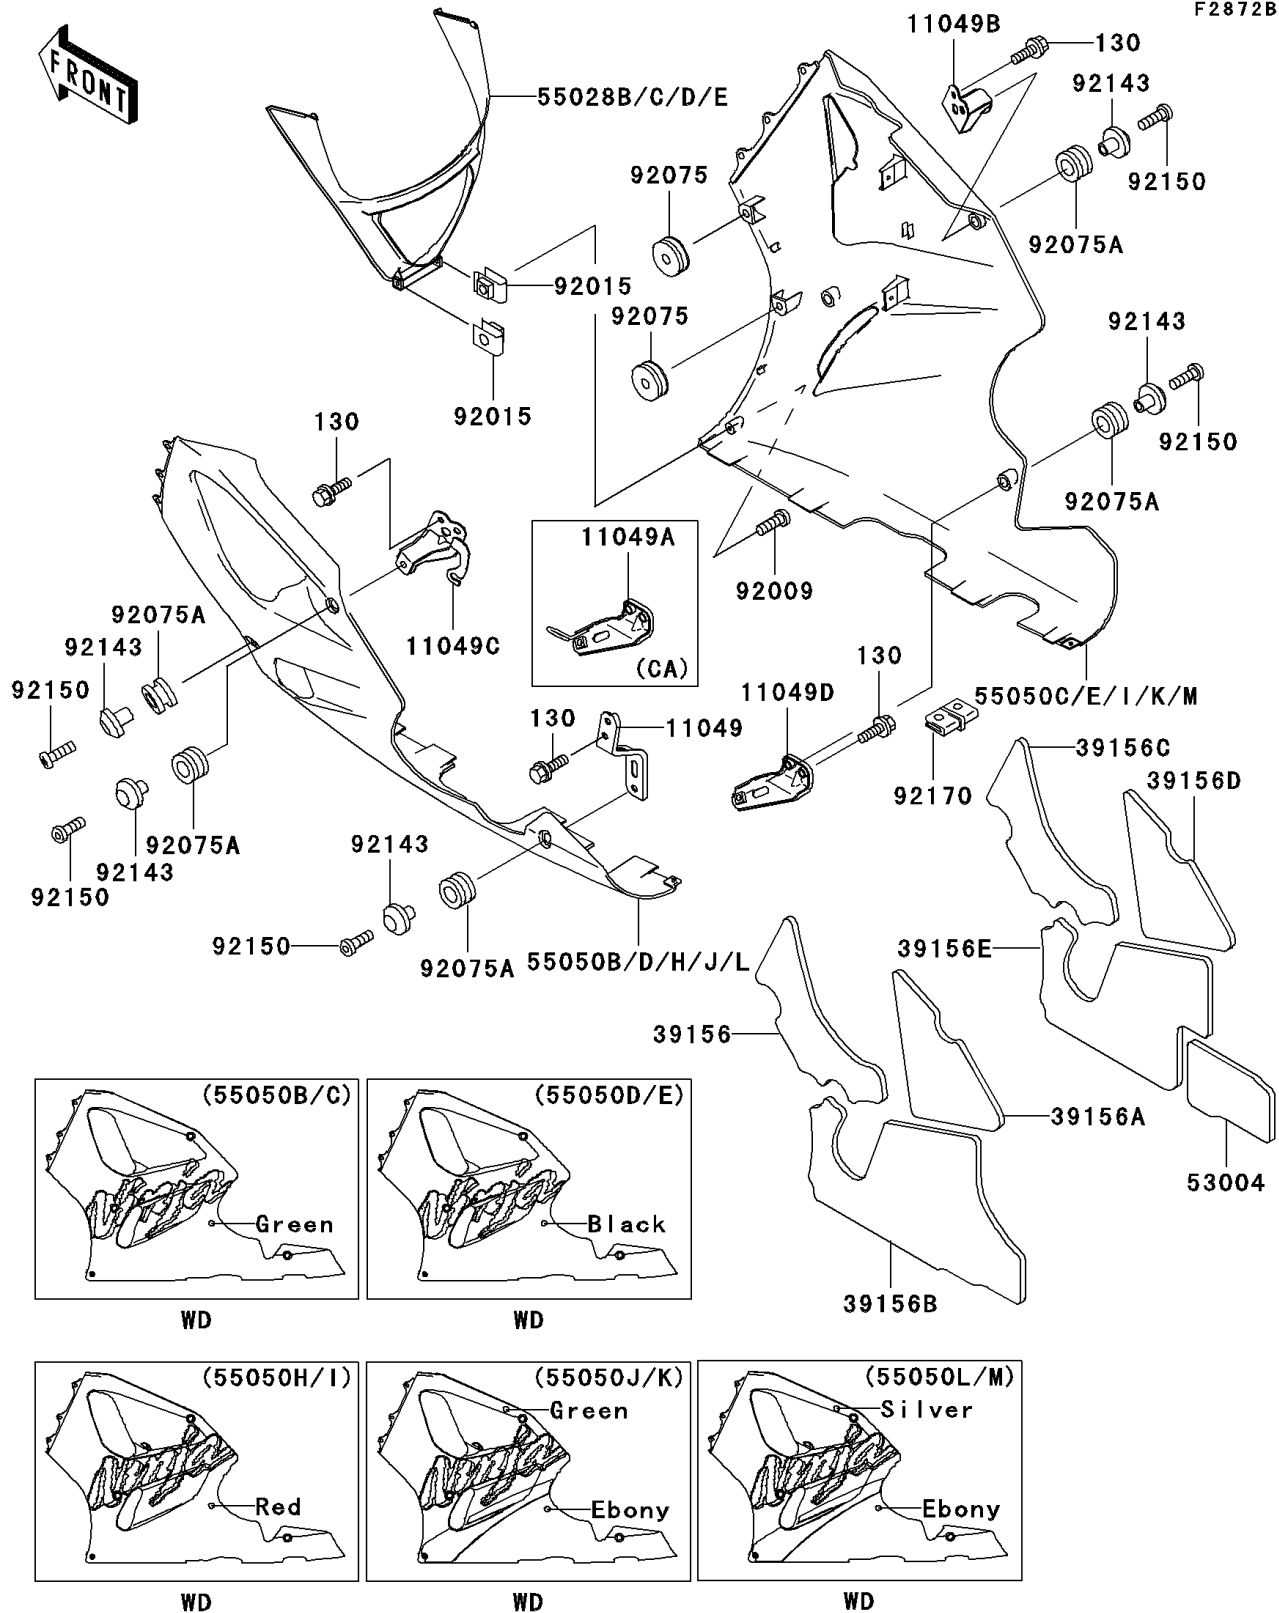 F2872B
FRONT
11049B
130
92143
55028B/C/D/E
92150
92075
92075A
92015
92075
92143
92015
130
92150
92075A
11049A
92009
92075A
11049C
92143
(CA)
130
92150
11049D
55050C/E/I/K/M
130
11049
39156C
39156D
92170
92075A
92143
92143
92150
39156E
92150
92075A
55050B/D/H/J/L
39156
(55050B/C)
(55050D/E)
39156A
53004
Green
Black
39156B
WD
WD
(55050H/I)
(55050J/K)
(55050L/M)
Green
Silver
Red
Ebony
Ebony
WD
WD
WD